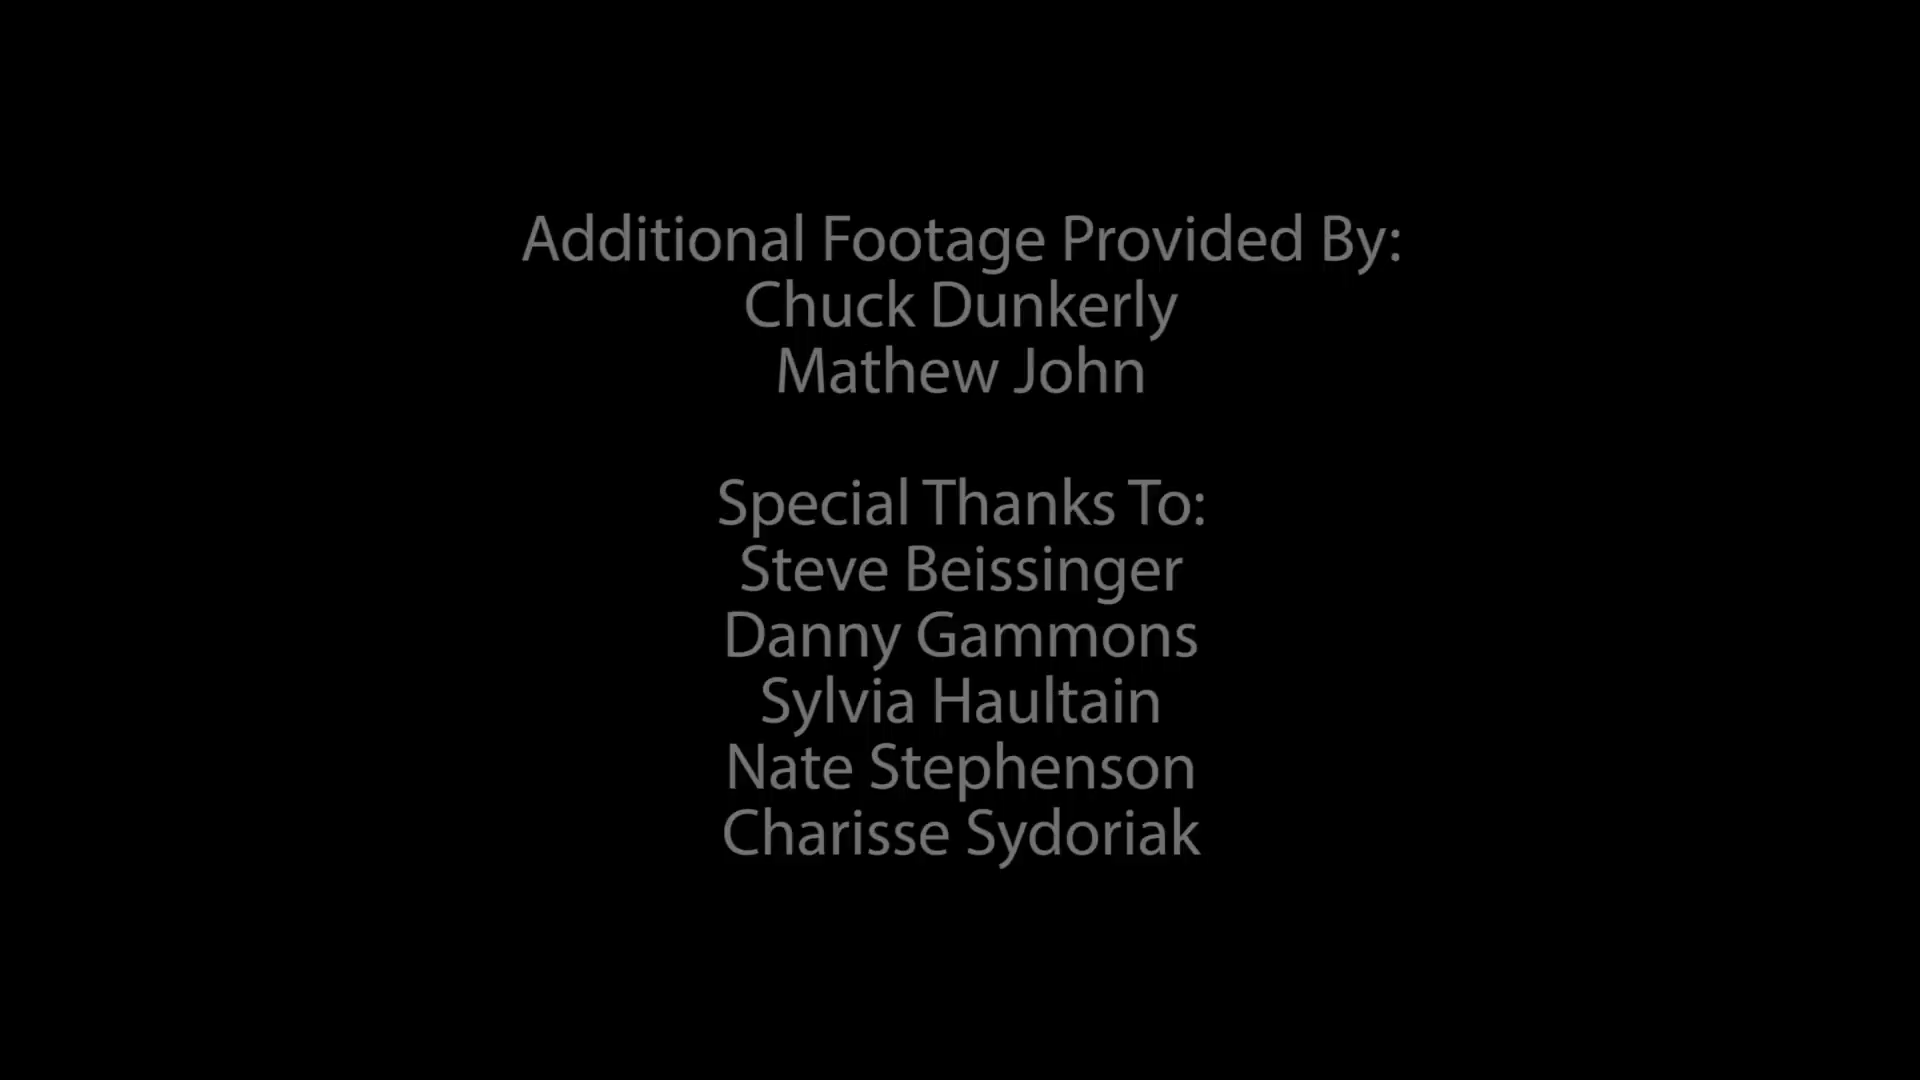 Additional Footage Provided By:
Chuck Dunkerly
Mathew John
Special Thanks To:
Steve Beissinger
Danny Gammons
Sylvia Haultain
Nate Stephenson
Charisse Sydoriak